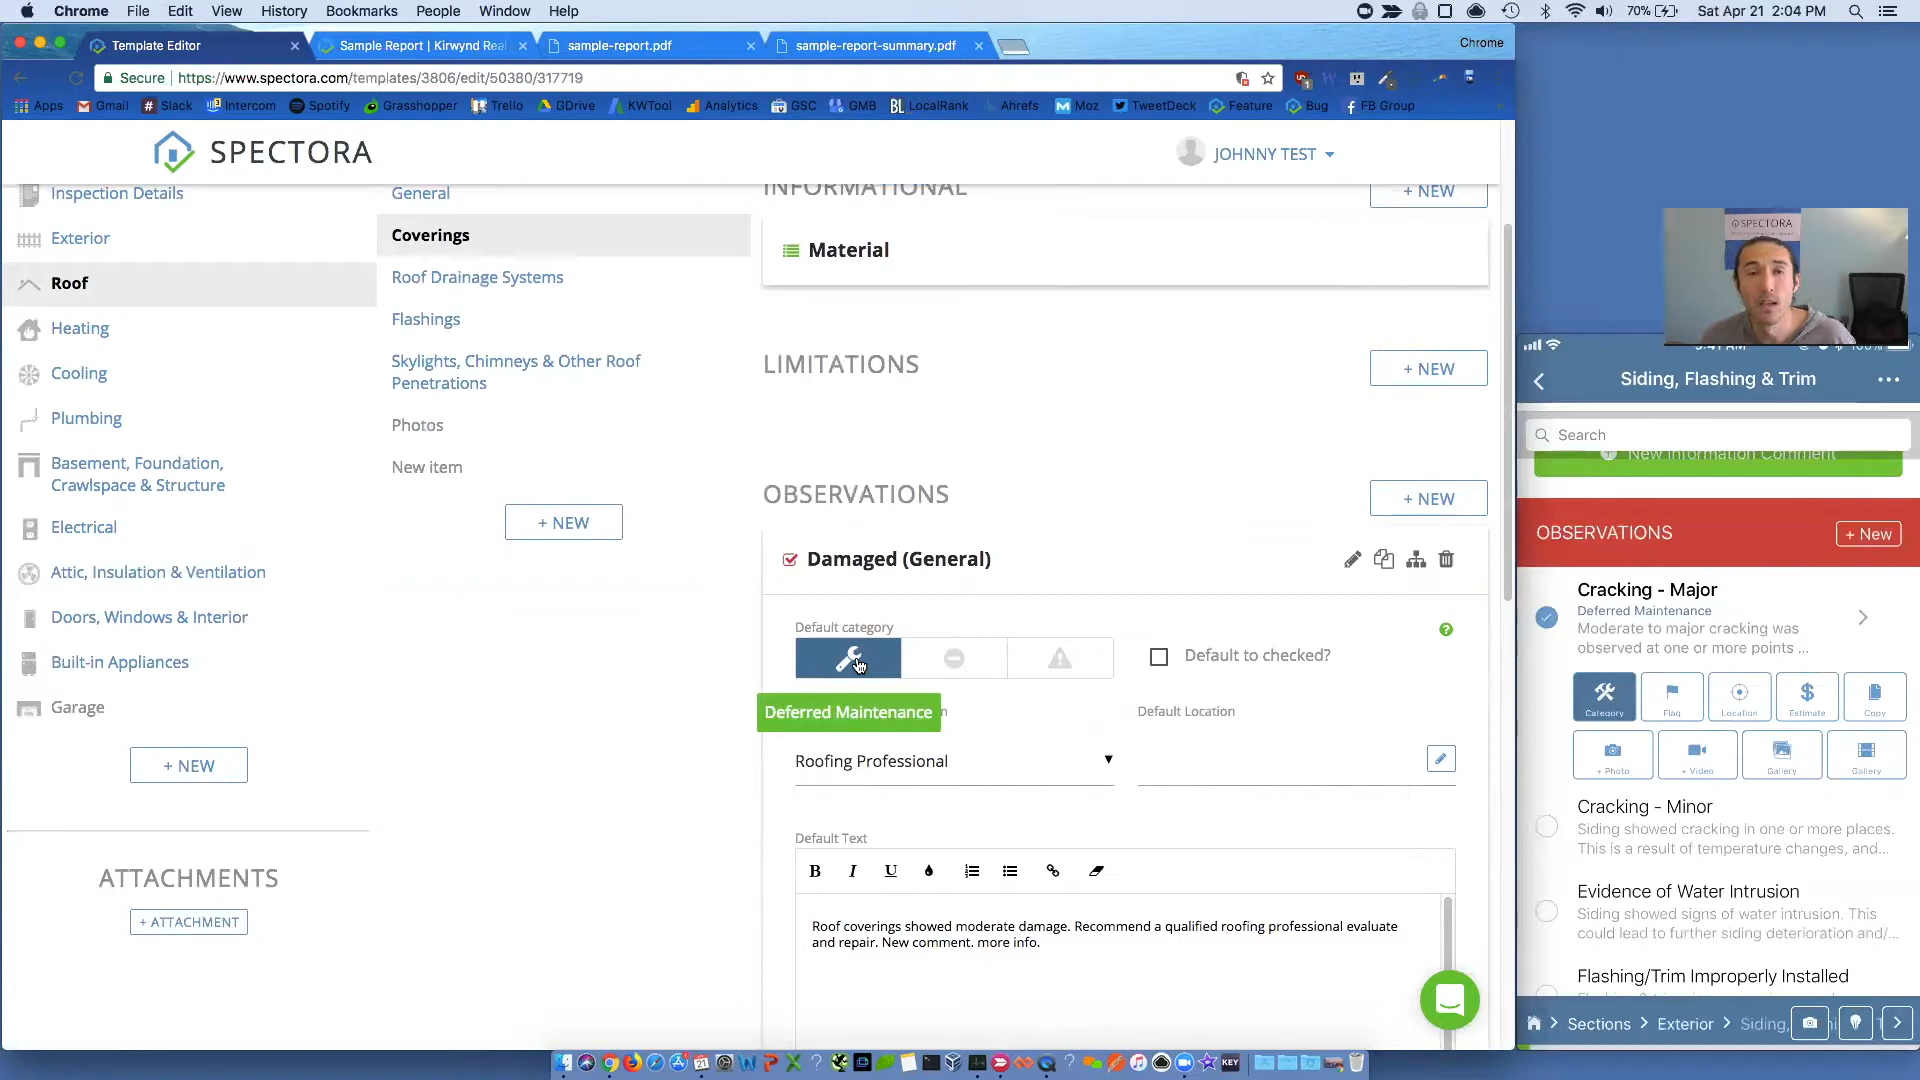 Chrome File Edit View History Bookmarks People Window Help 70% Sat Apr 21 2:04 PM
Template Editor Sample Report | Kirwynd Rea sample-report.pdf sample-report-summary.pdf Chrome
Secure https://www.spectora.com/templates/3806/edit/50380/317719
Apps Gmail Slack Intercom Spotify Grasshopper Trello GDrive KWTool Analytics GSC GMB LocalRank Ahrefs Moz TweetDeck Feature Bug FB Group
SPECTORA
JOHNNY TEST
Inspection Details
Exterior
Roof
Heating
Cooling
Plumbing
Basement, Foundation,
Crawlspace & Structure
Electrical
Attic, Insulation & Ventilation
Doors, Windows & Interior
Built-in Appliances
Garage
+ NEW
ATTACHMENTS
+ ATTACHMENT
General
Coverings
Roof Drainage Systems
Flashings
Skylights, Chimneys & Other Roof
Penetrations
Photos
New item
+ NEW
INFORMATIONAL
+ NEW
Material
LIMITATIONS
+ NEW
OBSERVATIONS
+ NEW
Damaged (General)
Default category
Default to checked?
Deferred Maintenance
Default Location
Roofing Professional
Default Text
B I U
Roof coverings showed moderate damage. Recommend a qualified roofing professional evaluate
and repair. New comment. more info.
SPECTORA
Siding, Flashing & Trim
Search
New Information Comment
OBSERVATIONS
+ New
Cracking - Major
Deferred Maintenance
Moderate to major cracking was
observed at one or more points ...
Category Flag Location Estimate Copy
+ Photo + Video Gallery Gallery
Cracking - Minor
Siding showed cracking in one or more places.
This is a result of temperature changes, and...
Evidence of Water Intrusion
Siding showed signs of water intrusion. This
could lead to further siding deterioration and/...
Flashing/Trim Improperly Installed
Sections Exterior Siding,
KEY